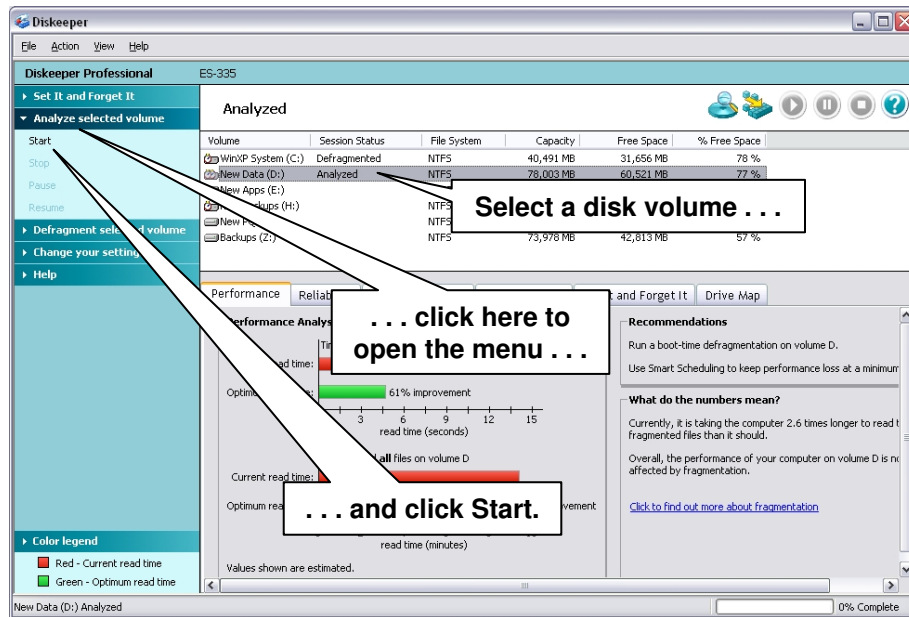 Diskeeper
File Action View Help
Diskeeper Professional ES-335
Set It and Forget It
Analyze selected volume
Start
Stop
Pause
Resume
Defragment selected volume
Change your setting
Help
Color legend
Red - Current read time
Green - Optimum read time
Analyzed
Volume Session Status File System Capacity Free Space % Free Space
WinXP System (C:) Defragmented NTFS 40,491 MB 31,656 MB 78 %
New Data (D:) Analyzed NTFS 78,003 MB 60,521 MB 77 %
New Apps (E:)
ckups (H:) NTFS
New P NTFS
Backups (Z:) NTFS 73,978 MB 42,813 MB 57 %
Select a disk volume . . .
Performance Reliab t and Forget It Drive Map
. . . click here to
open the menu . . .
Performance Analys
ad time:
Optim e: 61% improvement
3 6 9 12 15
read time (seconds)
all files on volume D
Current read time:
Optimum rea vement
. . . and click Start.
read time (minutes)
Values shown are estimated.
Recommendations
Run a boot-time defragmentation on volume D.
Use Smart Scheduling to keep performance loss at a minimum
What do the numbers mean?
Currently, it is taking the computer 2.6 times longer to read t
fragmented files than it should.
Overall, the performance of your computer on volume D is no
affected by fragmentation.
Click to find out more about fragmentation
New Data (D:) Analyzed 0% Complete